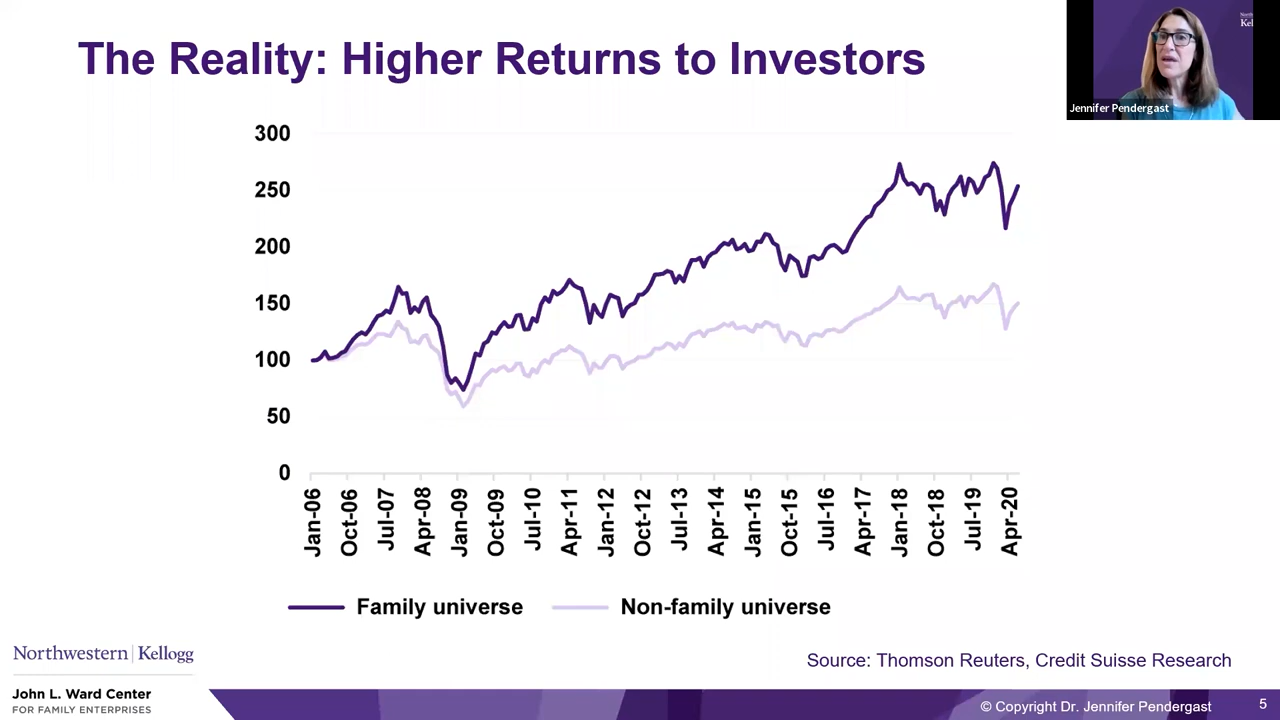 The Reality: Higher Returns to Investors
Jennifer Pendergast
300
250
200
150
100
50
0
Jan-06
Oct-06
Jul-07
Apr-08
Jan-09
Oct-09
Jul-10
Apr-11
Jan-12
Oct-12
Jul-13
Apr-14
Jan-15
Oct-15
Jul-16
Apr-17
Jan-18
Oct-18
Jul-19
Apr-20
Family universe
Non-family universe
Northwestern | Kellogg
Source: Thomson Reuters, Credit Suisse Research
John L. Ward Center
FOR FAMILY ENTERPRISES
© Copyright Dr. Jennifer Pendergast
5